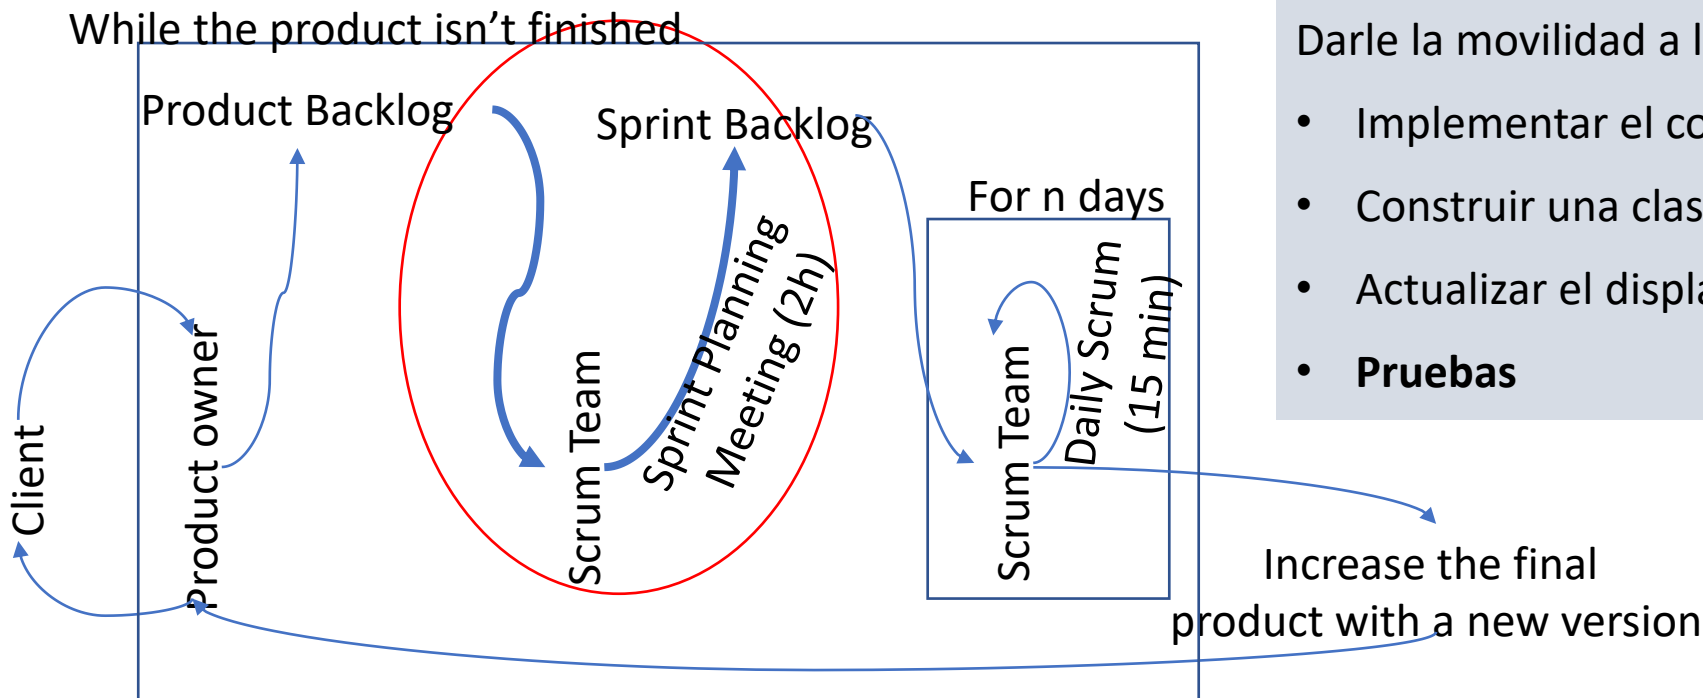 While the product isn't finished
Product Backlog
Sprint Backlog
For n days
Client
Product owner
Scrum Team
Sprint Planning
Meeting (2h)
Scrum Team
Daily Scrum
(15 min)
Increase the final
product with a new version
Darle la movilidad a
• Implementar el
• Construir una
• Actualizar el
• Pruebas